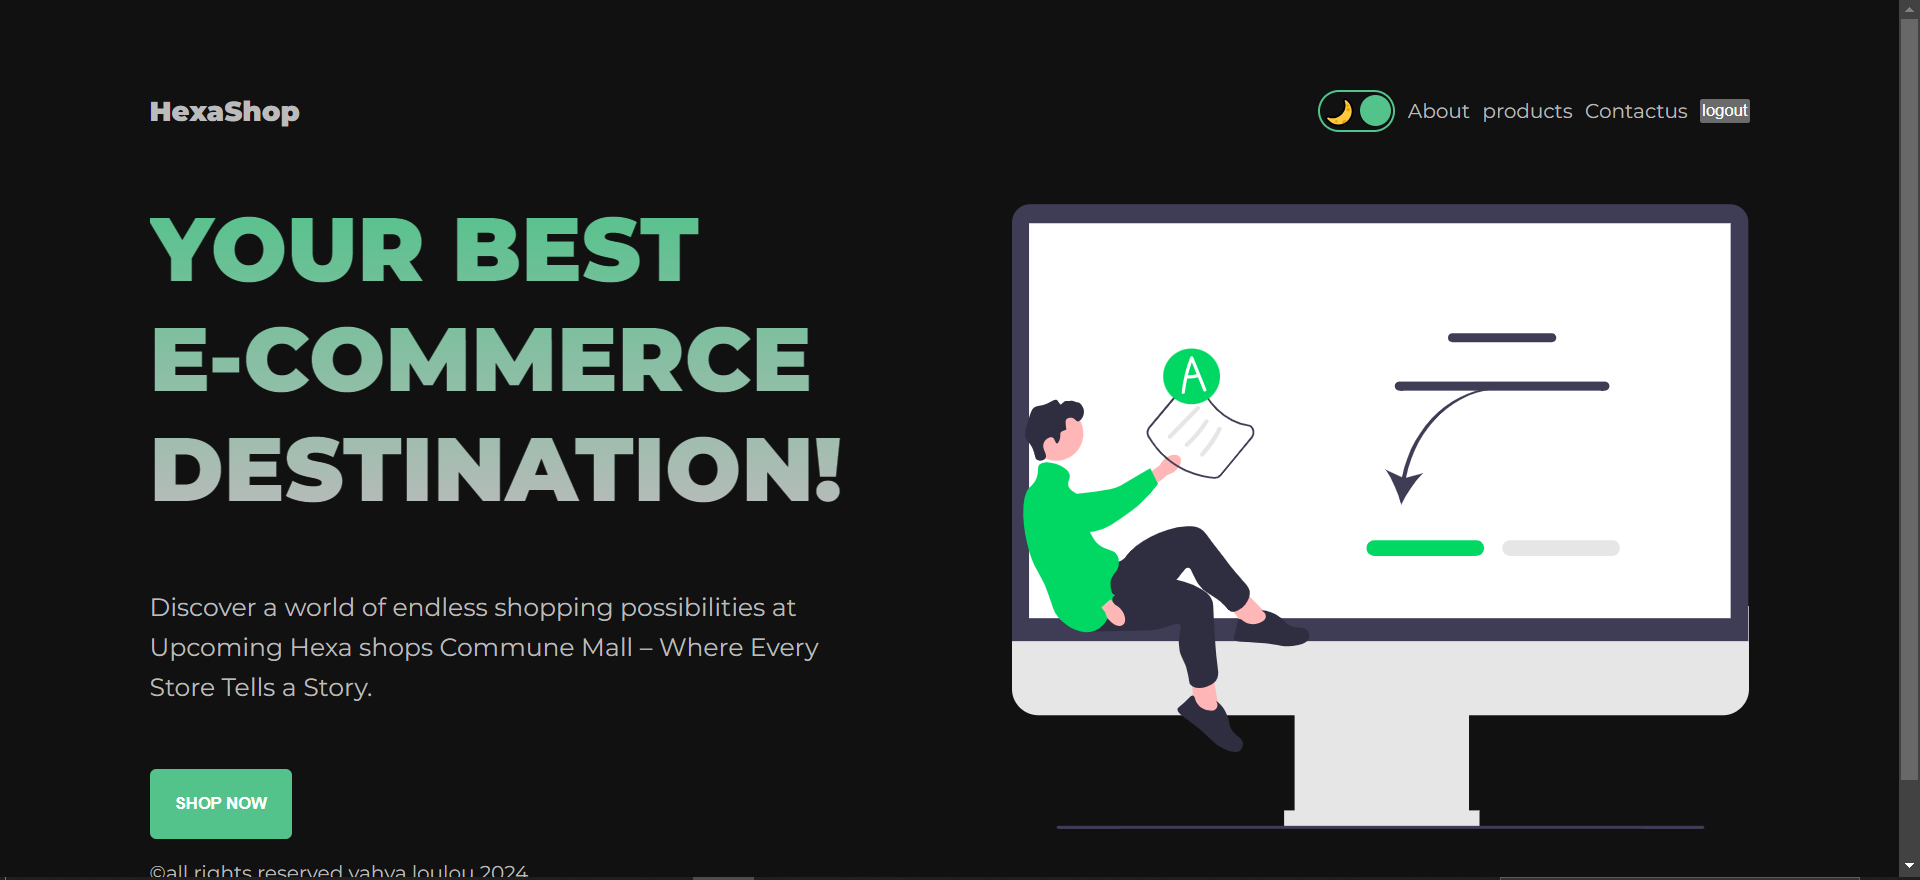 HexaShop
About products Contactus logout
YOUR BEST
E-COMMERCE
DESTINATION!
A
Discover a world of endless shopping possibilities at
Upcoming Hexa shops Commune Mall – Where Every
Store Tells a Story.
SHOP NOW
©all rights reserved yahya loulou 2024